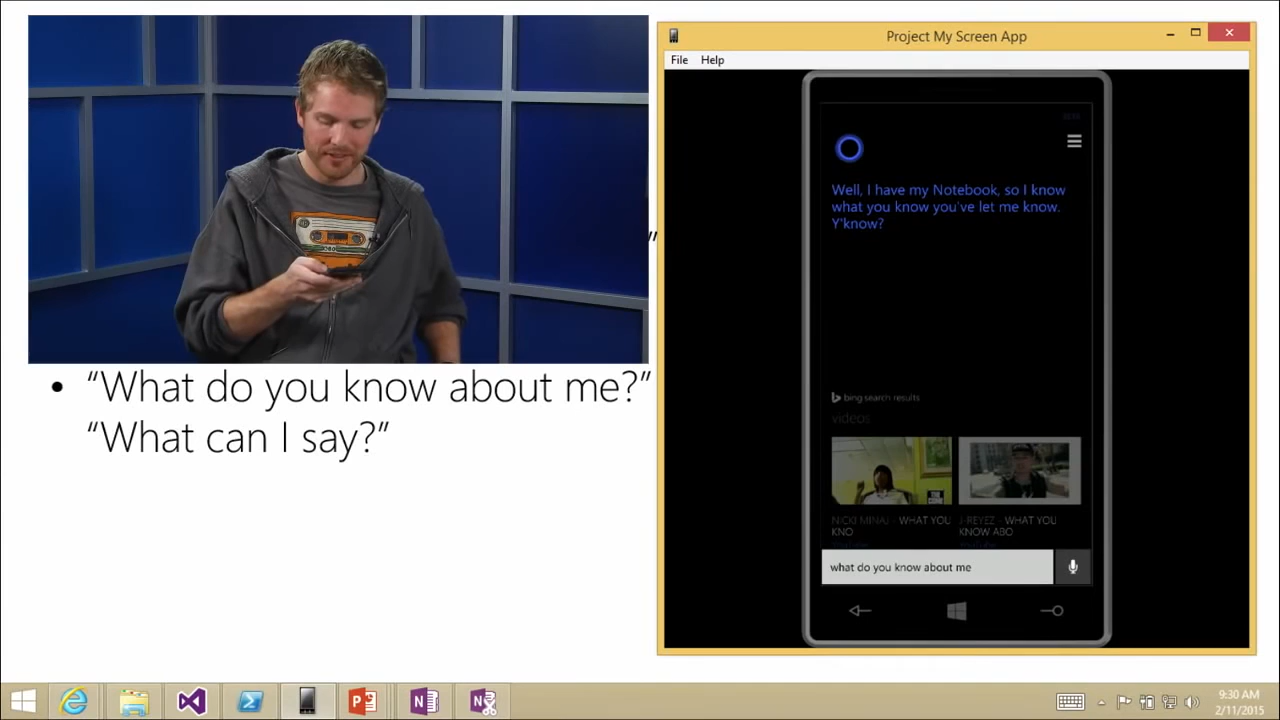 Project My Screen App
File Help
Well, I have my Notebook, so I know
what you know you've let me know.
Y'know?
bing search results
videos
NICKI MINAJ - WHAT YOU
KNO
J-REYEZ - WHAT YOU
KNOW ABO
what do you know about me
”
• “What do you know about me?”
“What can I say?”
9:30 AM
2/11/2015